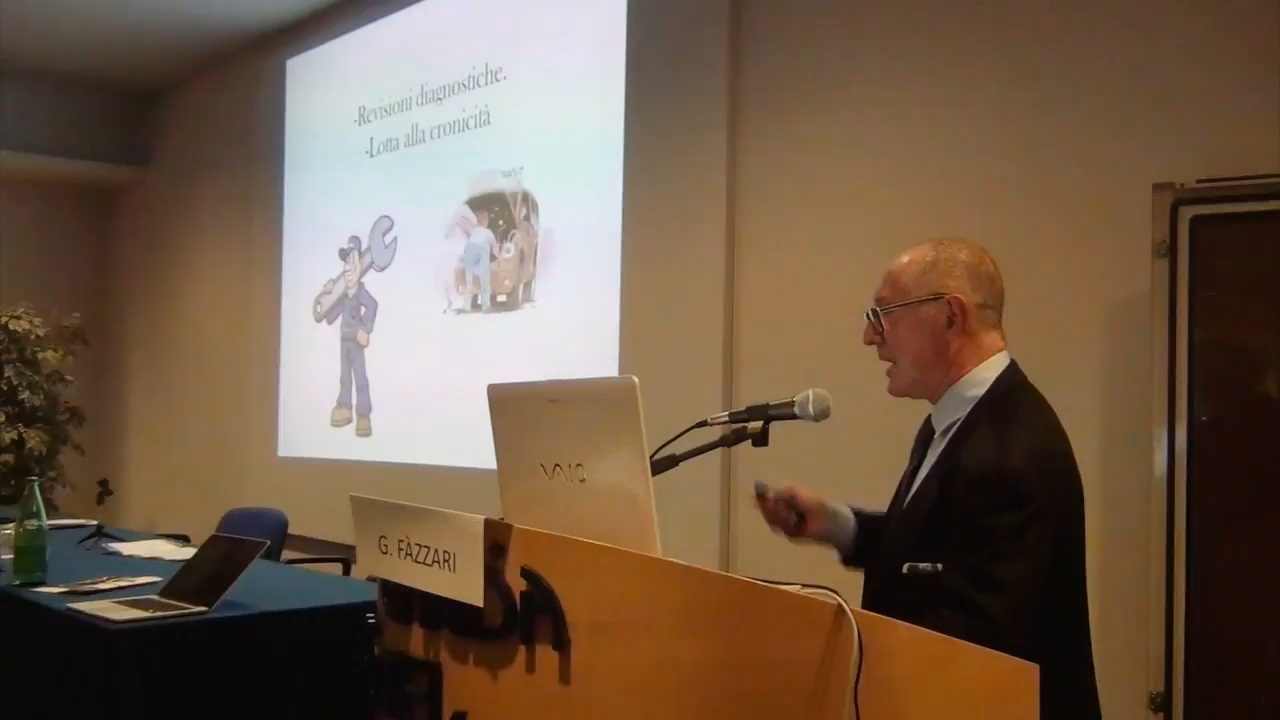 -Revisioni diagnostiche.
-Lotta alla cronicità
VAIO
G. FÀZZARI